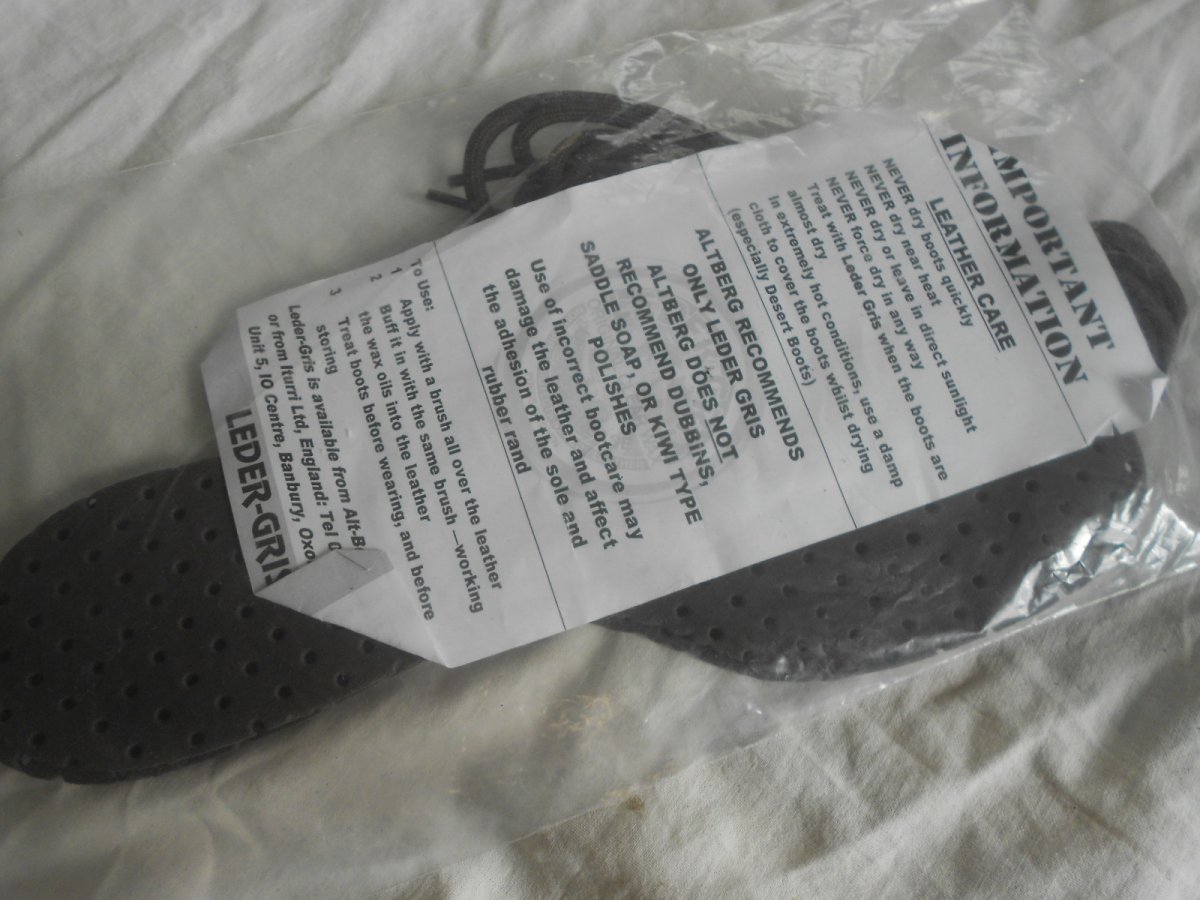 IMPORTANT
INFORMATION
LEATHER CARE
NEVER dry boots quickly
NEVER dry near heat
NEVER dry or leave in direct sunlight
NEVER force dry in any way
Treat with Leder Gris when the boots are
almost dry
In extremely hot conditions, use a damp
cloth to cover the boots whilst drying
(especially Desert Boots)
ALTBERG RECOMMENDS
ONLY LEDER GRIS
ALTBERG DOES NOT
RECOMMEND DUBBINS,
SADDLE SOAP, OR KIWI TYPE
POLISHES
Use of incorrect bootcare may
damage the leather and affect
the adhesion of the sole and
rubber rand
To Use:
1 Apply with a brush all over the leather
2 Buff it in with the same brush —working
the wax oils into the leather
3 Treat boots before wearing, and before
storing
Leder-Gris is available from Alt-B
or from Iturri Ltd, England: Tel
Unit 5, IO Centre, Banbury, Oxo
LEDER-GRIS